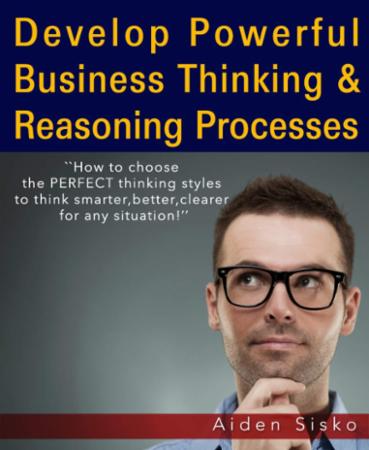 Develop Powerful
Business Thinking &
Reasoning Processes
``How to choose
the PERFECT thinking styles
to think smarter,better,clearer
for any situation!''
Aiden Sisko